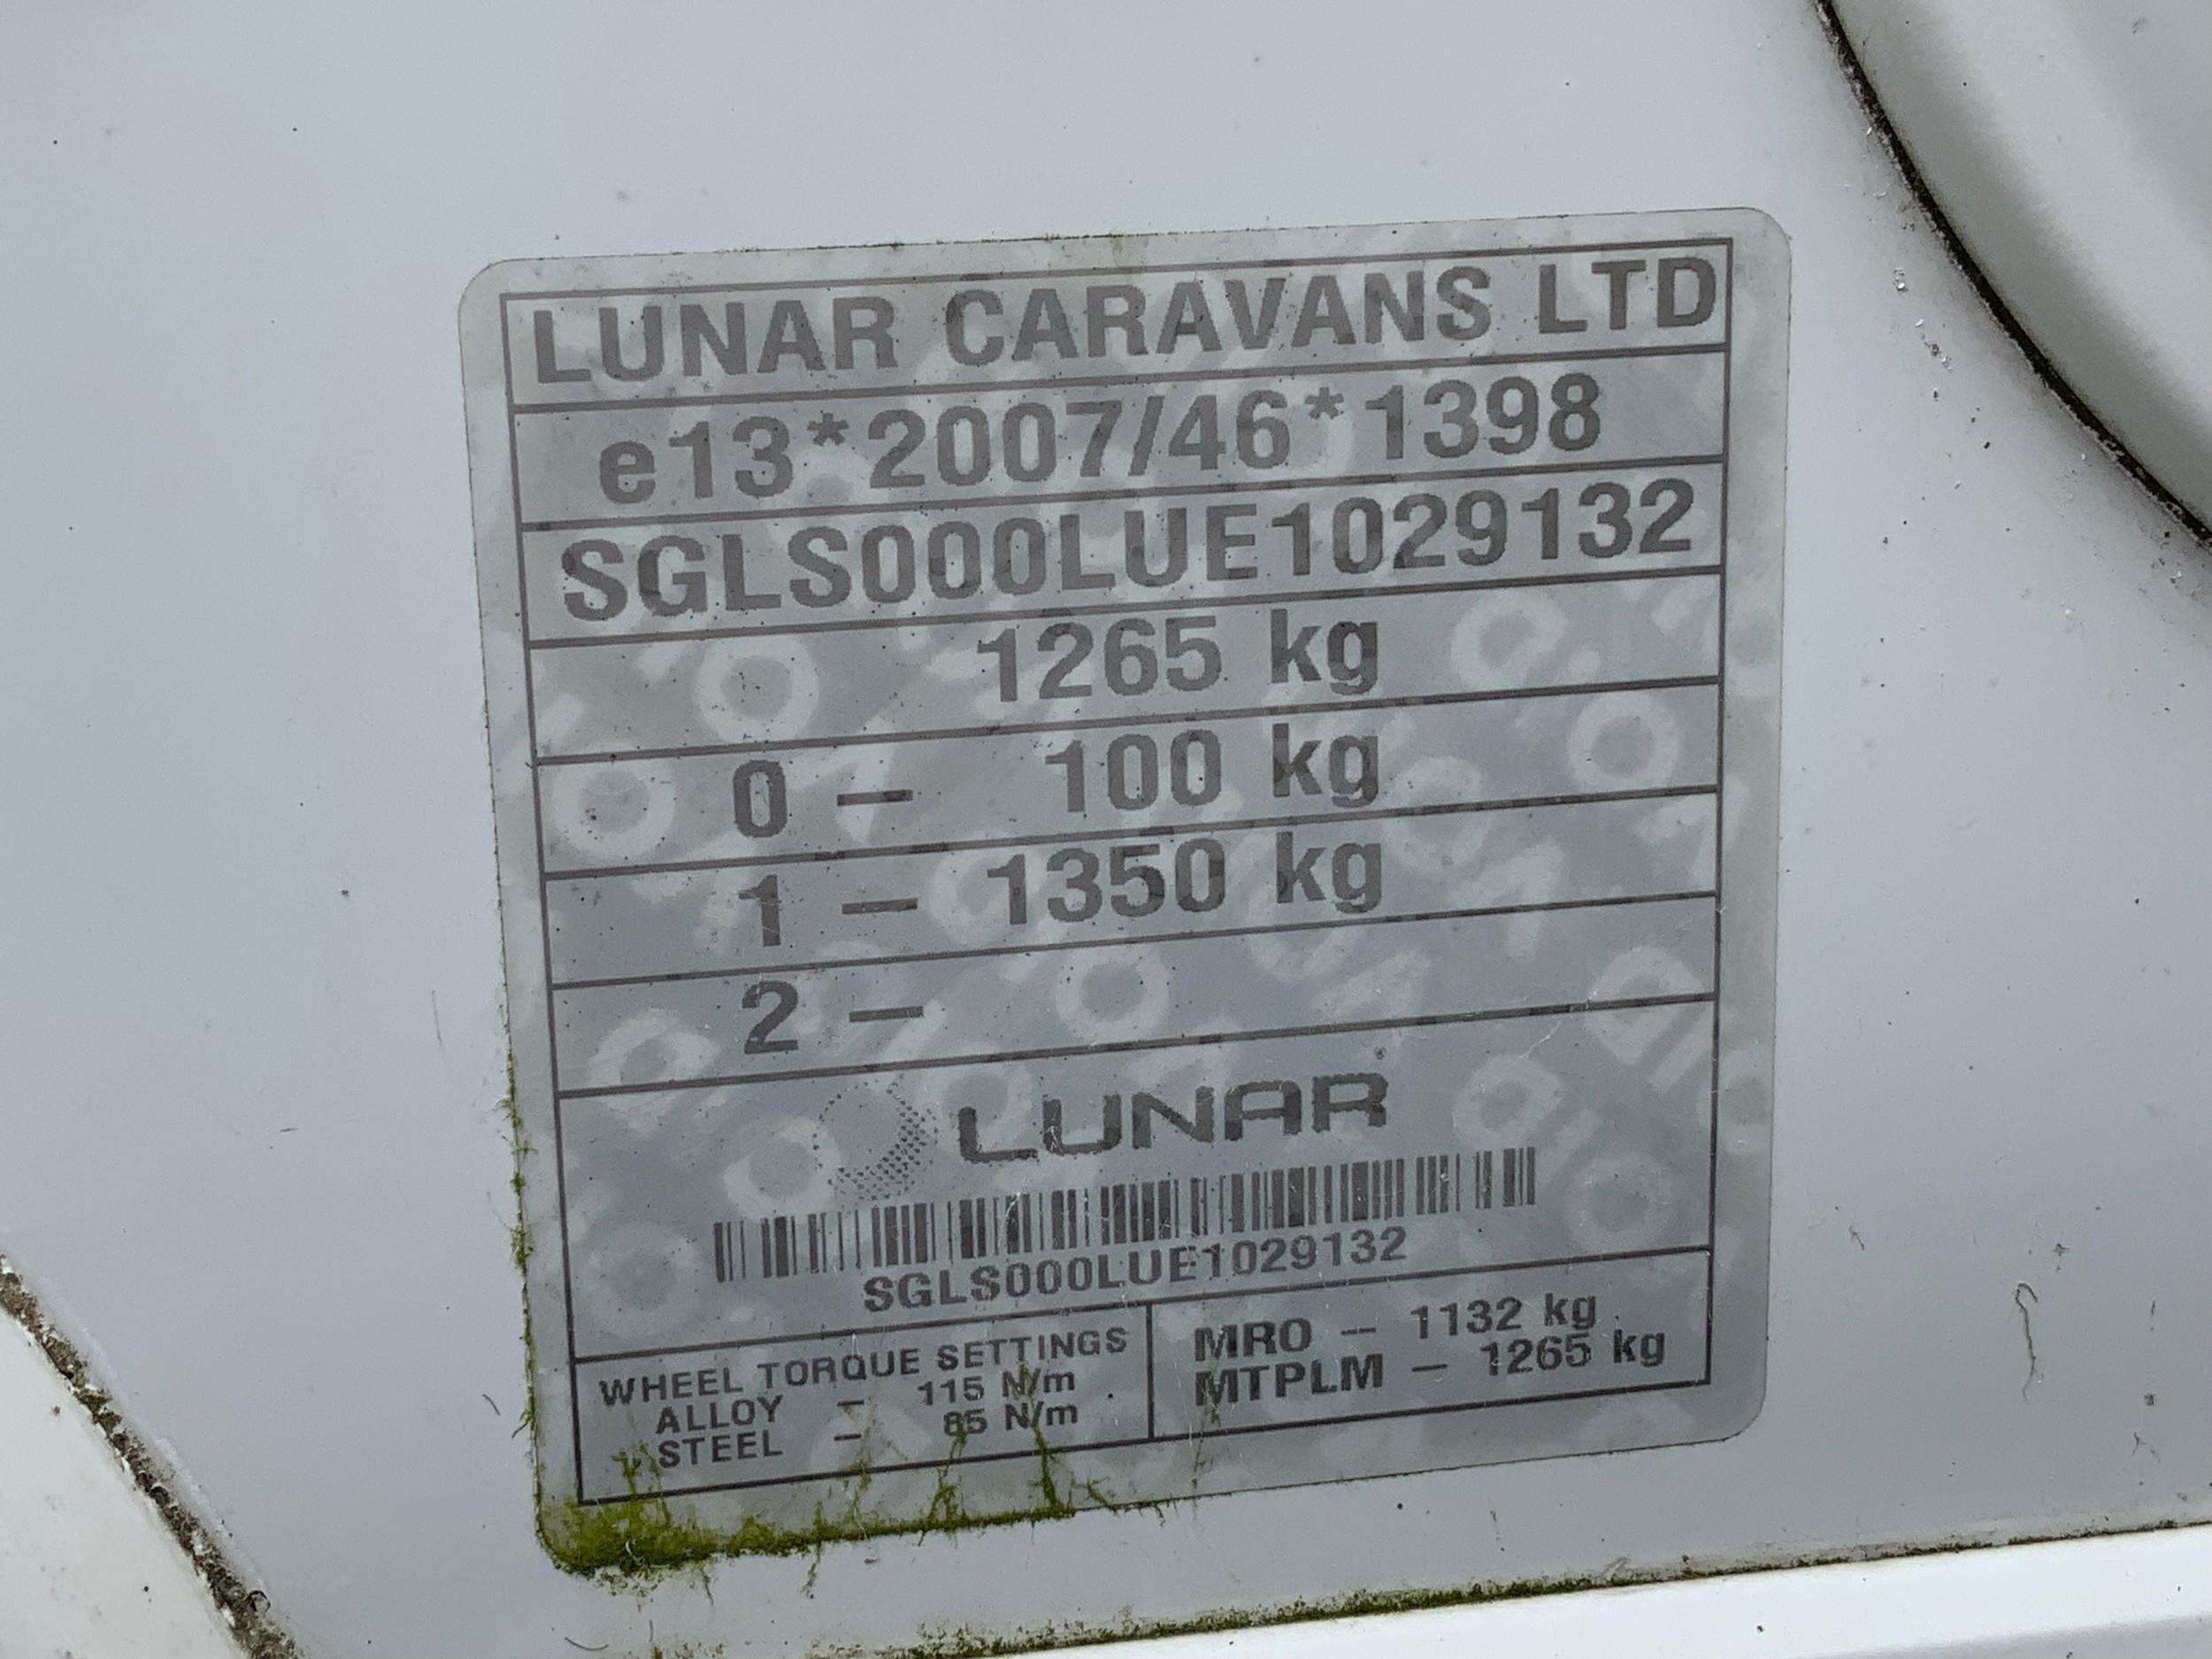 LUNAR CARAVANS LTD
e13*2007/46*1398
SGLS000LUE1029132
1265 kg
0 – 100 kg
1 – 1350 kg
2 –
LUNAR
SGLS000LUE1029132
WHEEL TORQUE SETTINGS
ALLOY – 115 N/m
STEEL – 85 N/m
MRO – 1132 kg
MTPLM – 1265 kg